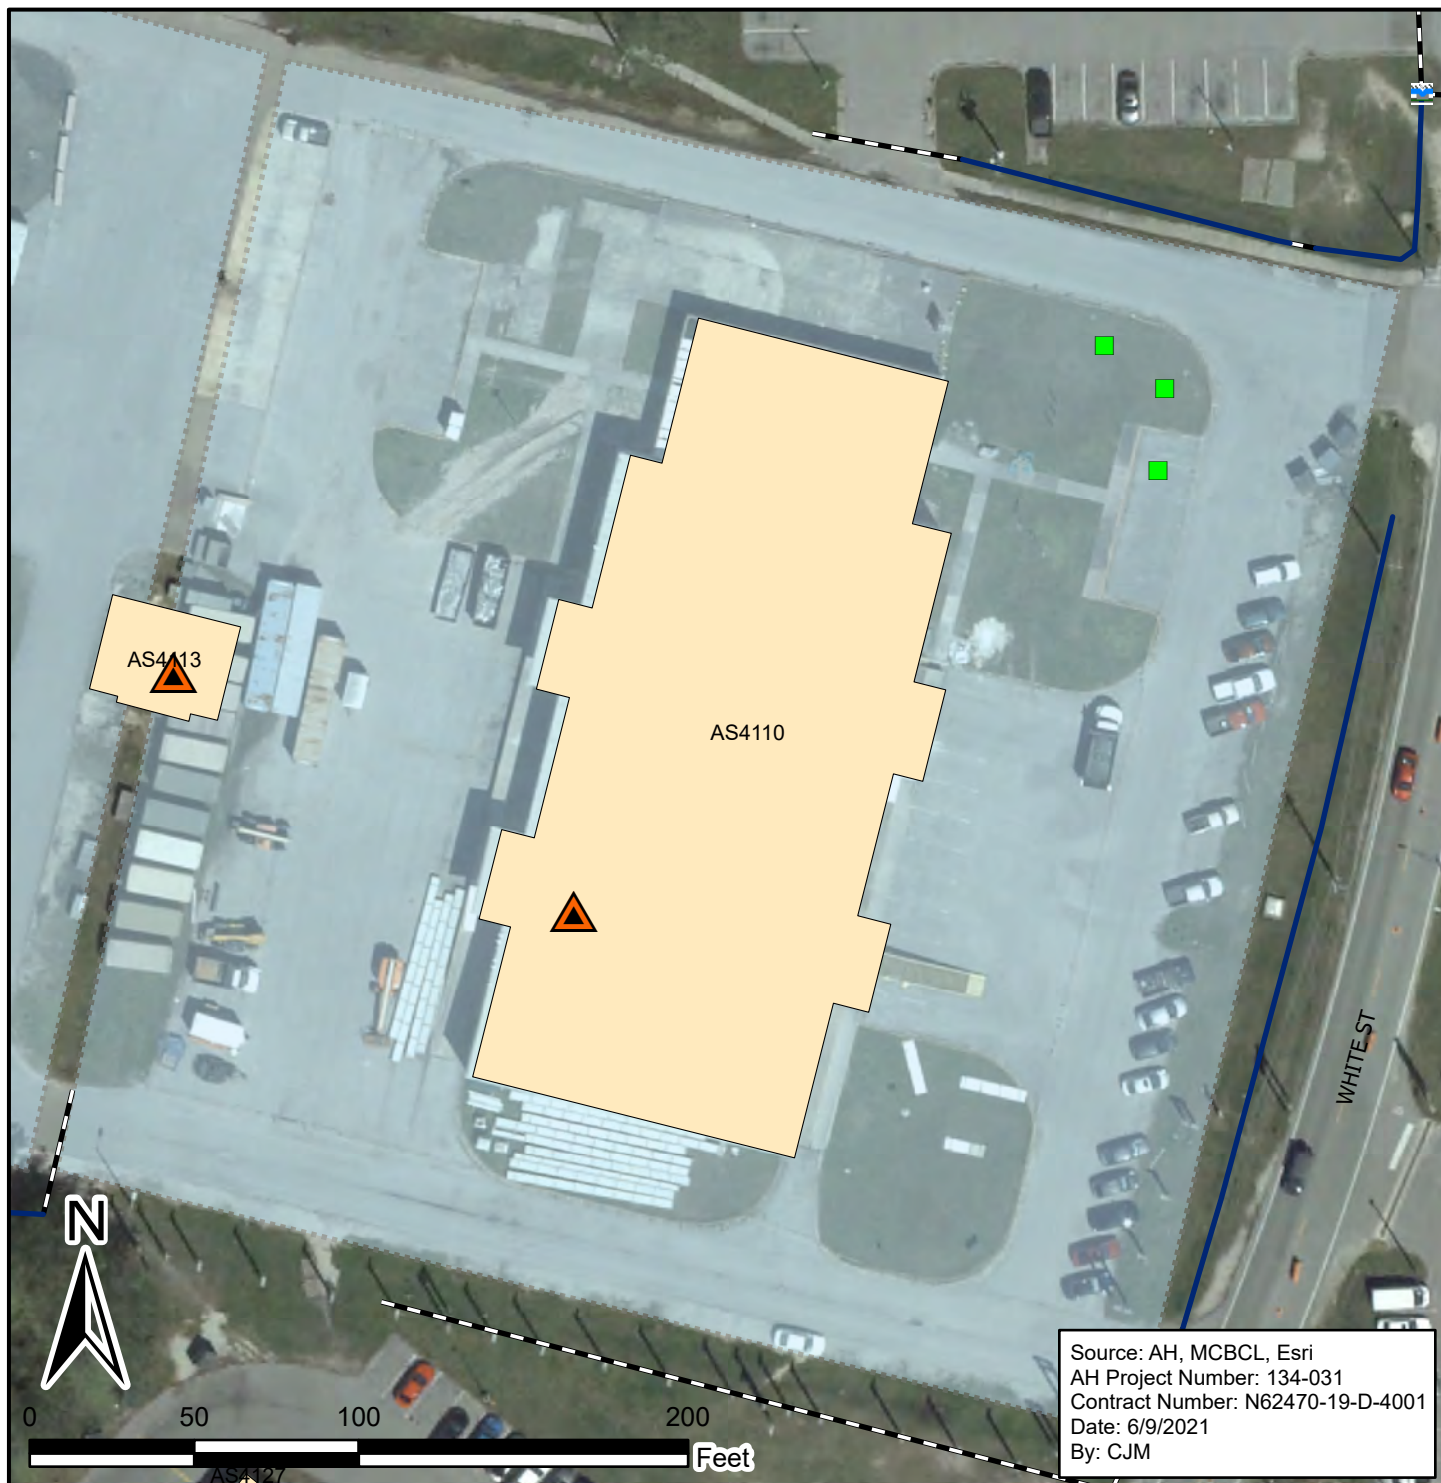 AS4113
AS4110
WHITE ST
N
0 50 100 200
Feet
AS4127
Source: AH, MCBCL, Esri
AH Project Number: 134-031
Contract Number: N62470-19-D-4001
Date: 6/9/2021
By: CJM